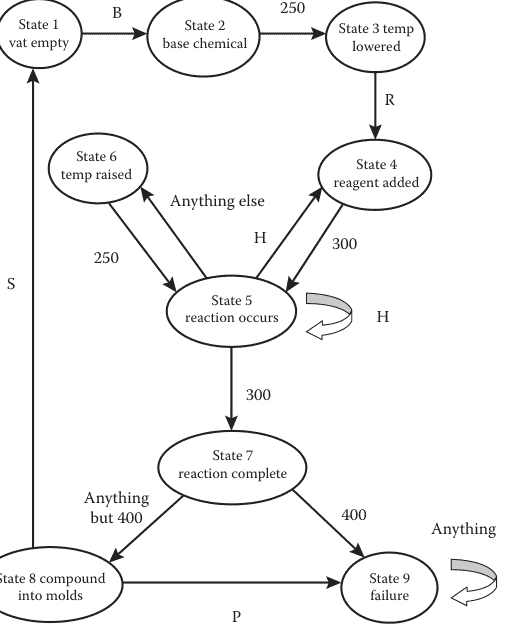 State 1
vat empty
B
State 2
base chemical
250
State 3 temp
lowered
R
State 6
temp raised
State 4
reagent added
Anything else
H
300
250
S
State 5
reaction occurs
H
300
State 7
reaction complete
Anything
but 400
400
Anything
State 8 compound
into molds
State 9
failure
P